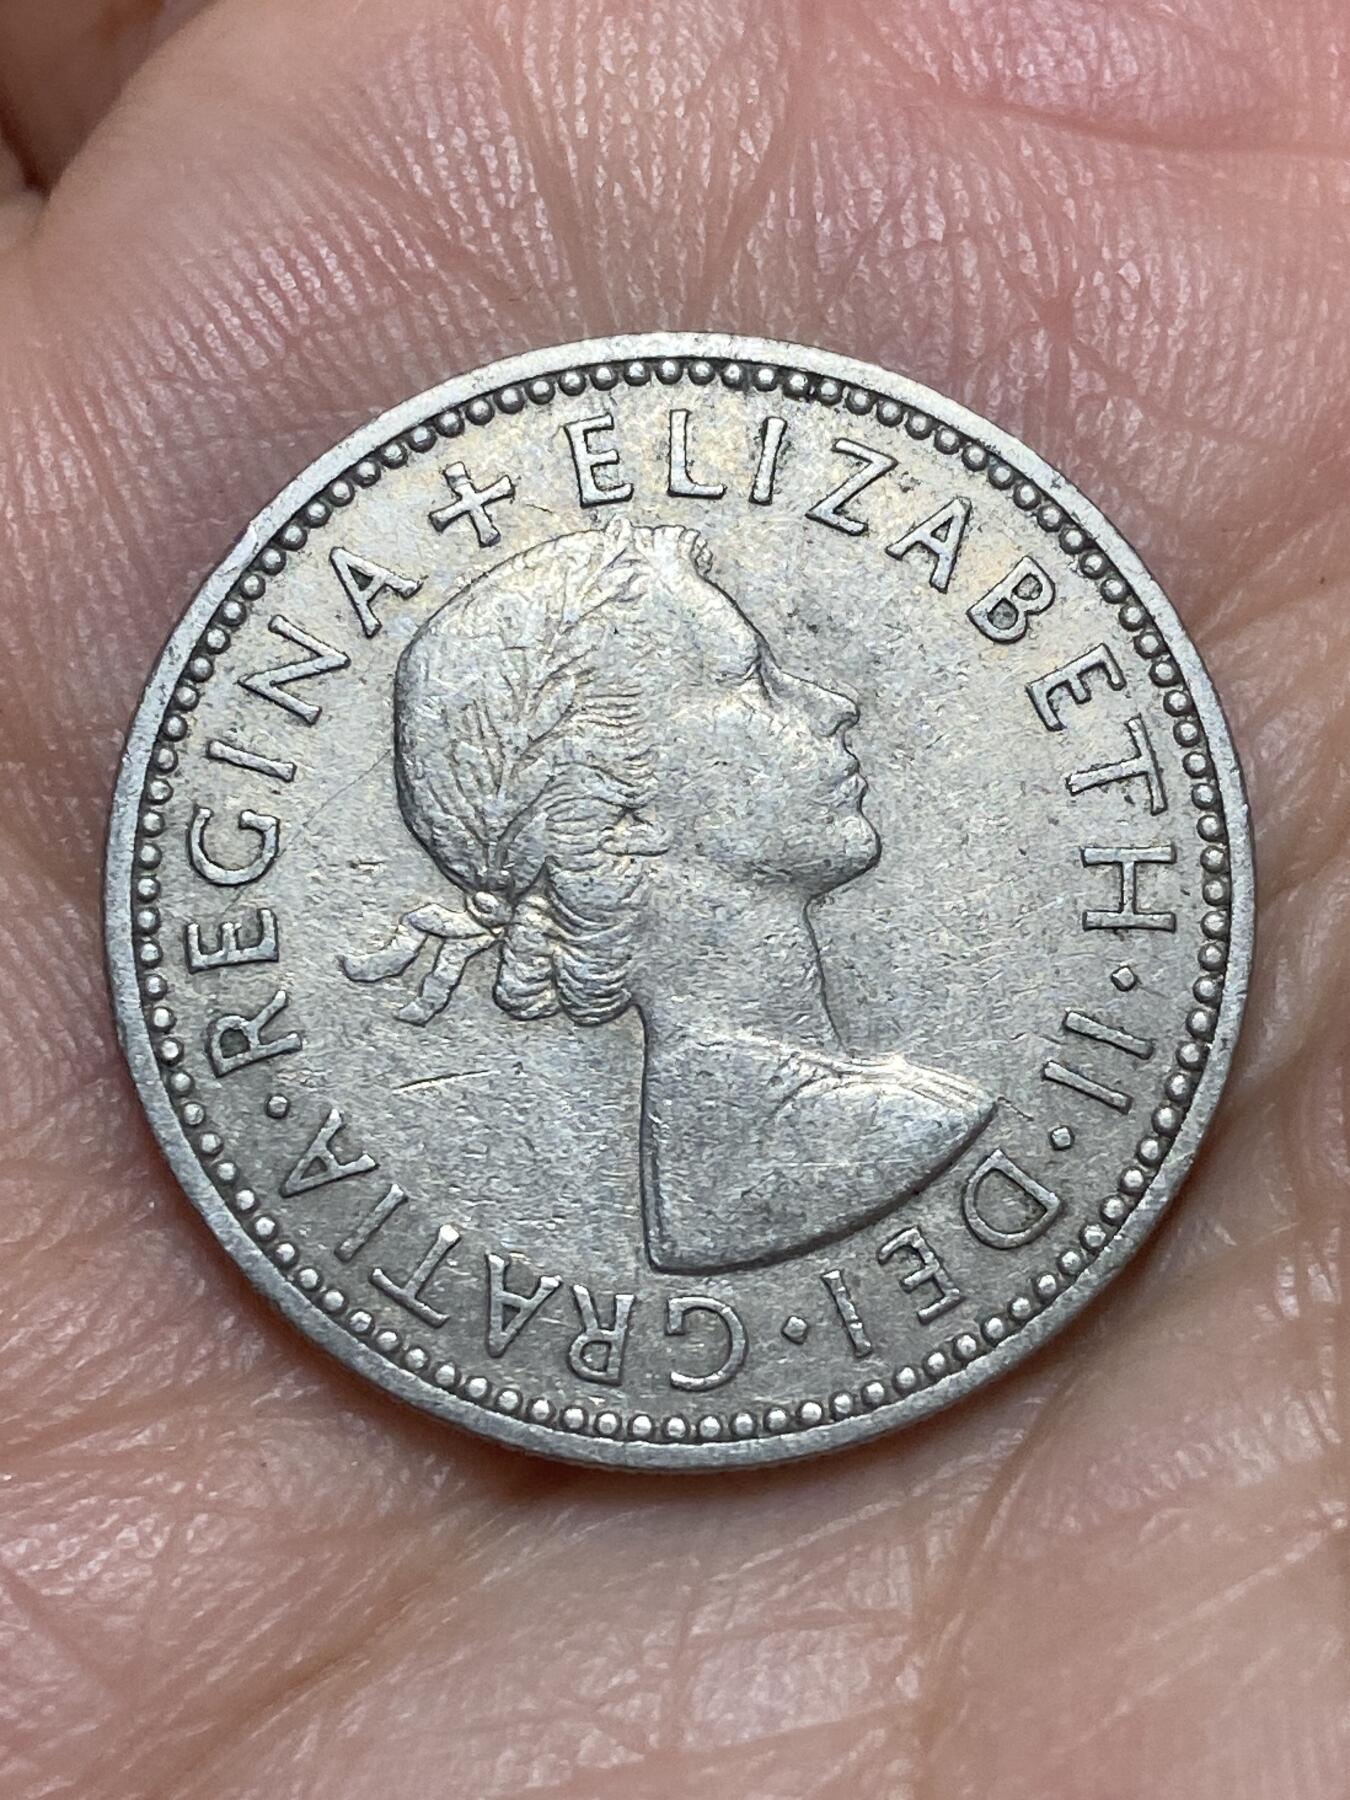 + ELIZABETH · II · DEI · GRATIA · REGINA